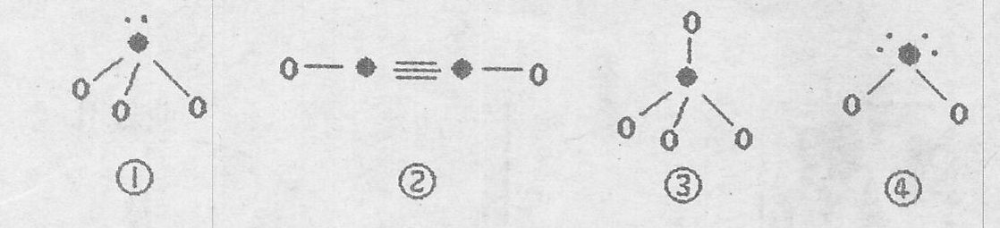 ① ② ③ ④